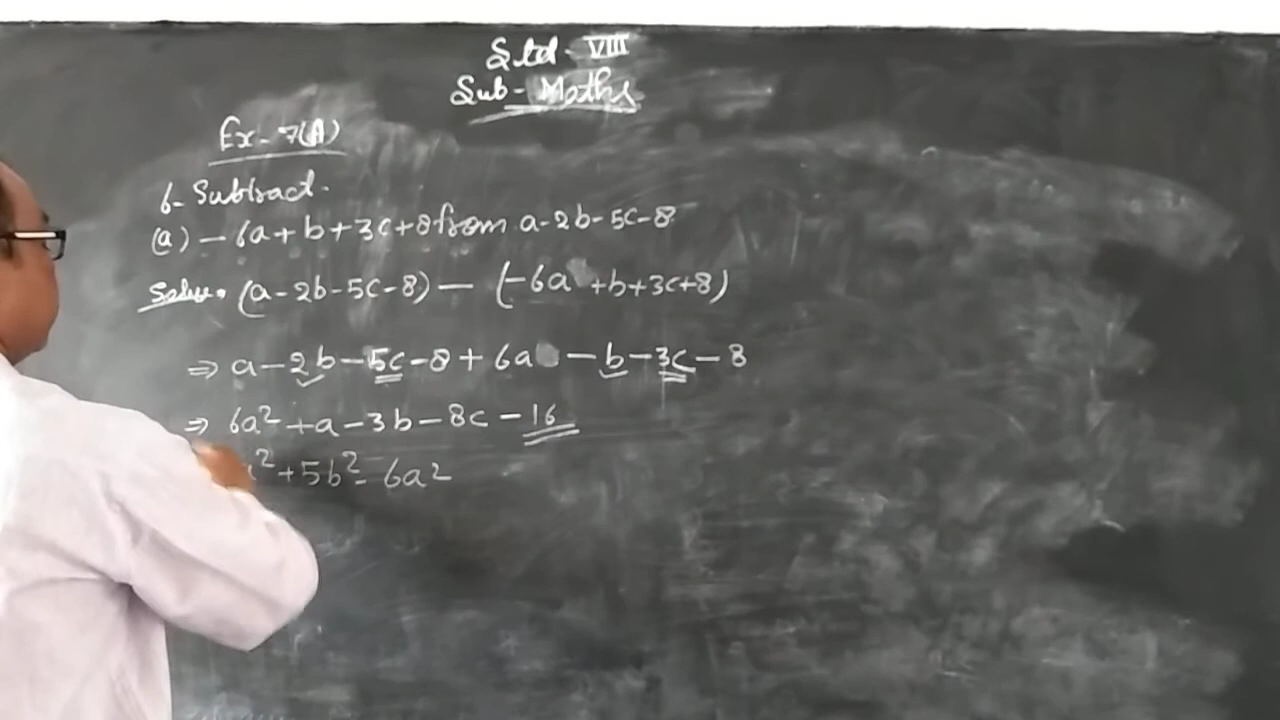 Std - VIII
Sub - Maths
Ex - 7(A)
6 - Subtract.
(a) - 6a + b + 3c + 8 from a - 2b - 5c - 8
Solu. (a - 2b - 5c - 8) - (-6a + b + 3c + 8)
⇒ a - 2b - 5c - 8 + 6a - b - 3c - 8
⇒ 6a² + a - 3b - 8c - 16
² + 5b² - 6a²